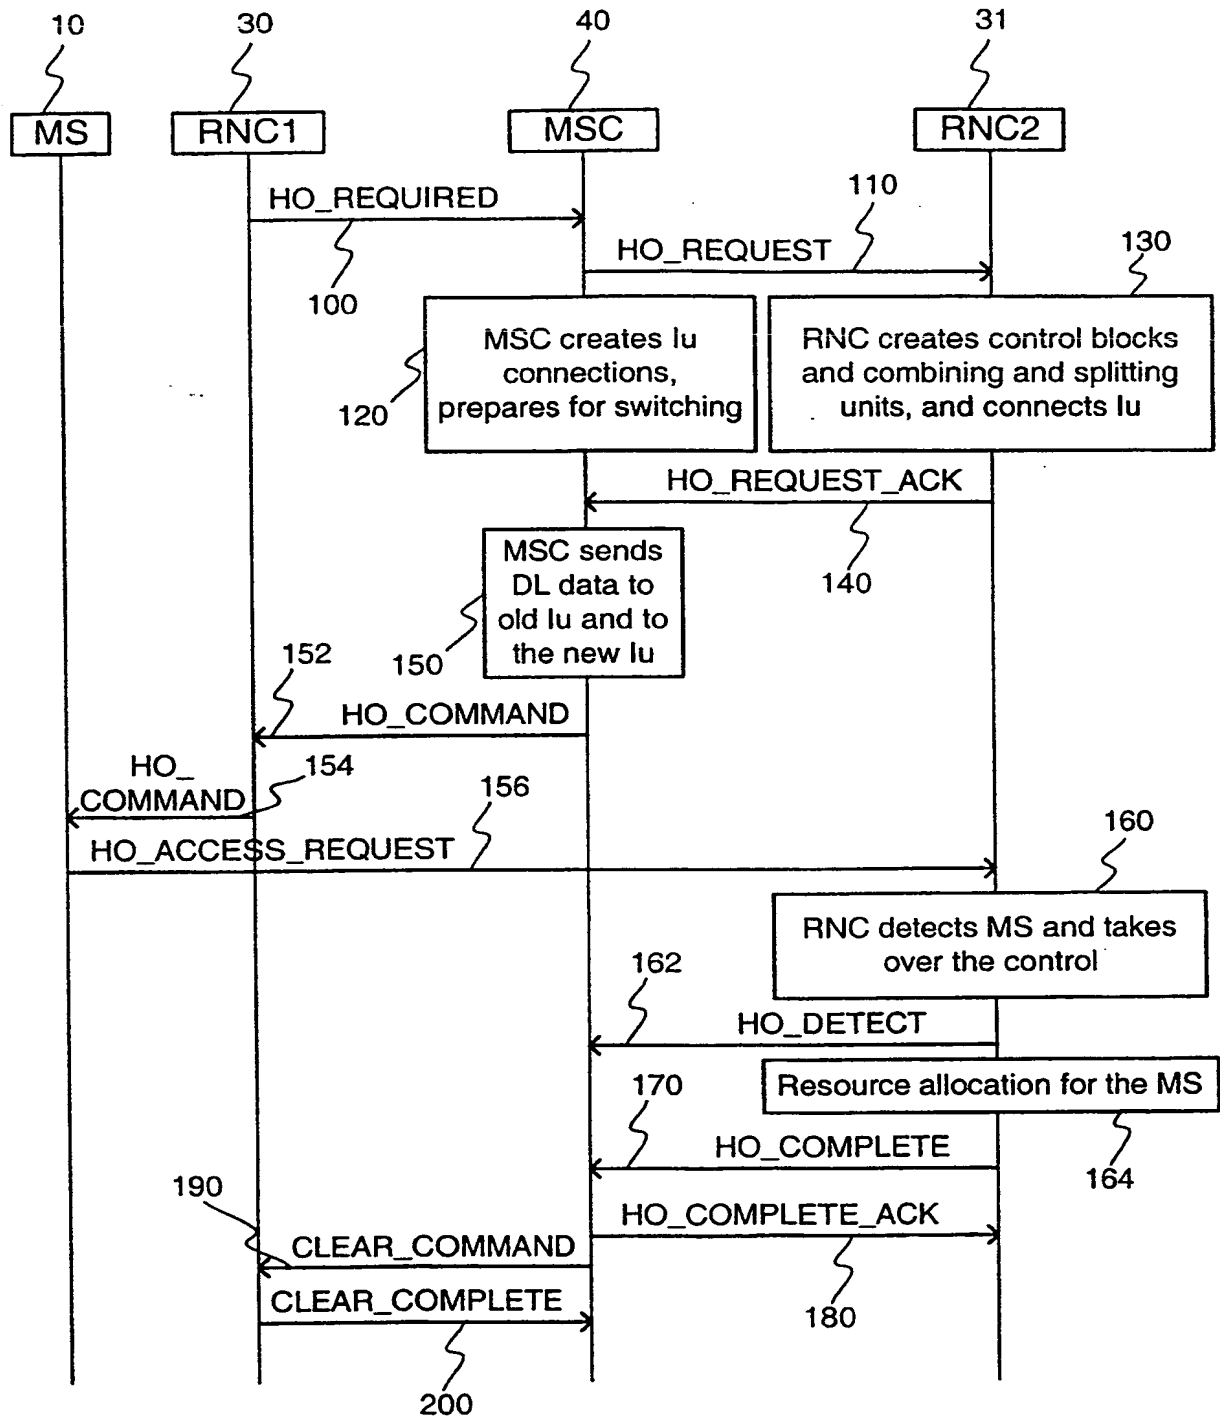 10
30
40
31
MS
RNC1
MSC
RNC2
HO_REQUIRED
100
110
HO_REQUEST
130
MSC creates Iu
connections,
prepares for switching
120
RNC creates control blocks
and combining and splitting
units, and connects Iu
HO_REQUEST_ACK
140
MSC sends
DL data to
old Iu and to
the new Iu
150
152
HO_COMMAND
HO_
COMMAND
154
156
HO_ACCESS_REQUEST
160
RNC detects MS and takes
over the control
162
HO_DETECT
Resource allocation for the MS
164
170
HO_COMPLETE
190
HO_COMPLETE_ACK
180
CLEAR_COMMAND
CLEAR_COMPLETE
200